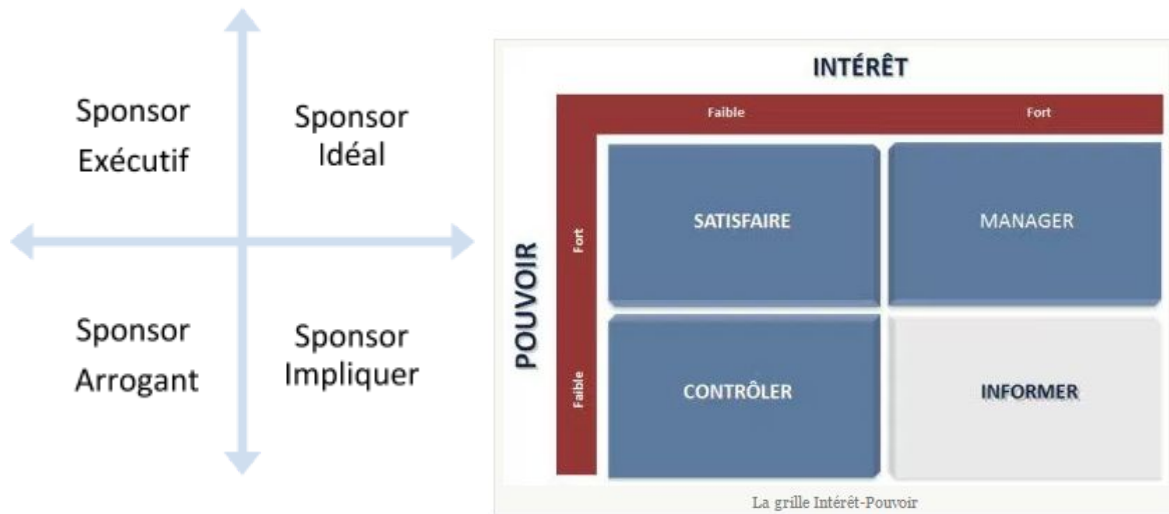 Sponsor
Exécutif
Sponsor
Idéal
Sponsor
Arrogant
Sponsor
Impliquer
INTÉRÊT
Faible
Fort
POUVOIR
Fort
Faible
SATISFAIRE
MANAGER
CONTRÔLER
INFORMER
La grille Intérêt-Pouvoir